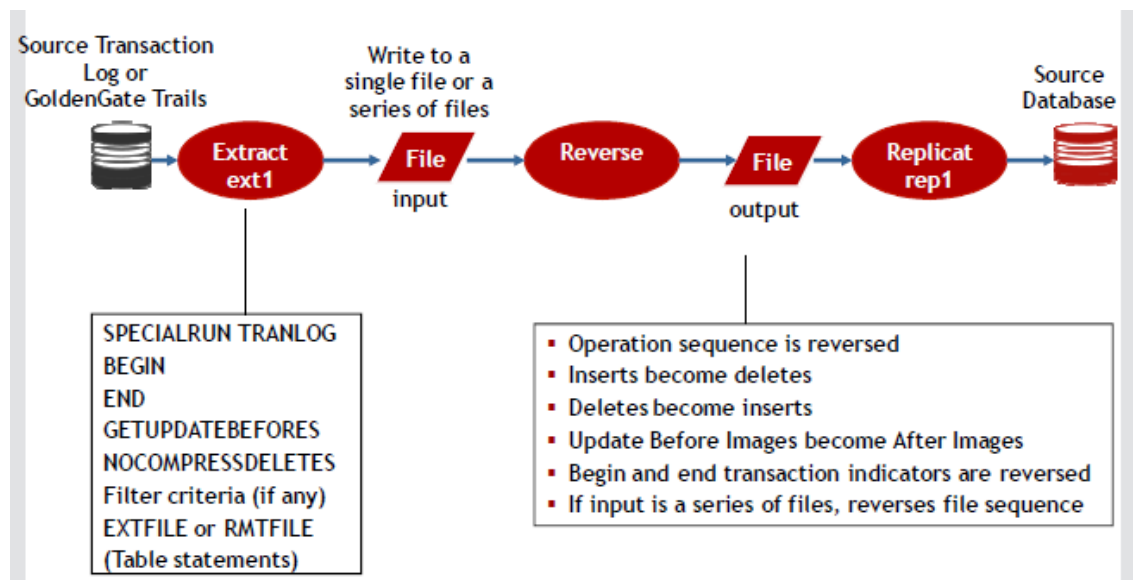 Source Transaction
Log or
GoldenGate Trails
Write to a
single file or a
series of files
Source
Database
Extract
ext1
File
input
Reverse
File
output
Replicat
rep1
SPECIALRUN TRANLOG
BEGIN
END
GETUPDATEBEFORES
NOCOMPRESSDELETES
Filter criteria (if any)
EXTFILE or RMTFILE
(Table statements)
▪ Operation sequence is reversed
▪ Inserts become deletes
▪ Deletes become inserts
▪ Update Before Images become After Images
▪ Begin and end transaction indicators are reversed
▪ If input is a series of files, reverses file sequence